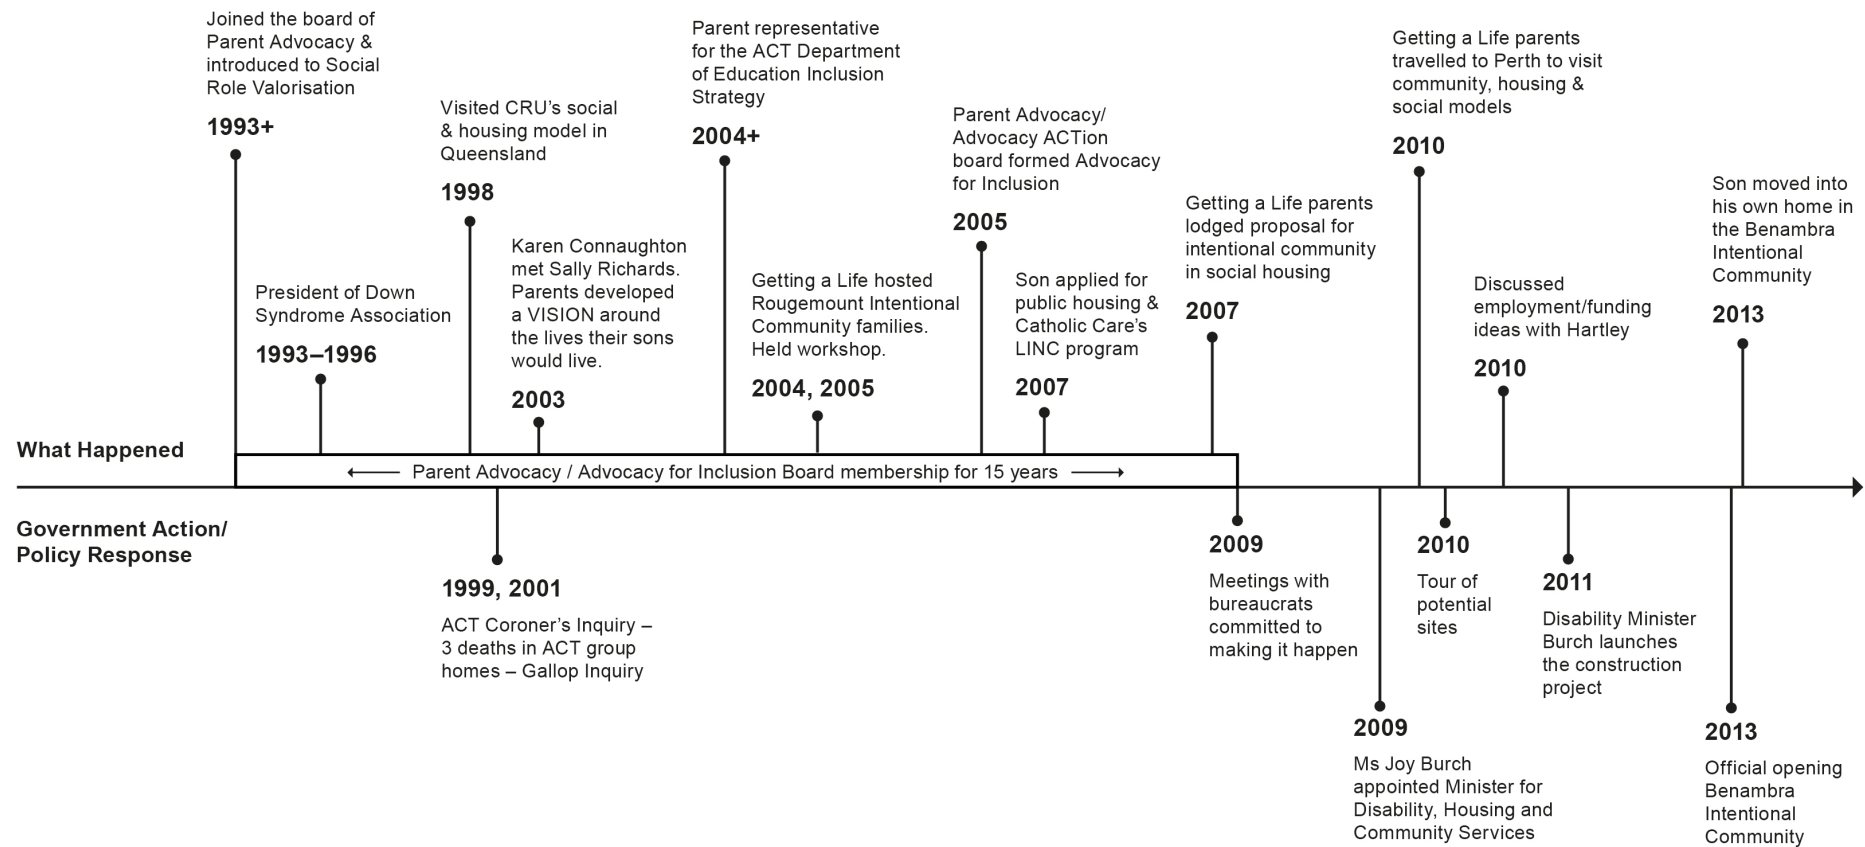 Joined the board of
Parent Advocacy &
introduced to Social
Role Valorisation
1993+
President of Down
Syndrome Association
1993–1996
Visited CRU’s social
& housing model in
Queensland
1998
Karen Connaughton
met Sally Richards.
Parents developed
a VISION around
the lives their sons
would live.
2003
Parent representative
for the ACT Department
of Education Inclusion
Strategy
2004+
Getting a Life hosted
Rougemount Intentional
Community families.
Held workshop.
2004, 2005
Parent Advocacy/
Advocacy ACTion
board formed Advocacy
for Inclusion
2005
Son applied for
public housing &
Catholic Care’s
LINC program
2007
Getting a Life parents
lodged proposal for
intentional community
in social housing
2007
Getting a Life parents
travelled to Perth to visit
community, housing &
social models
2010
Discussed
employment/funding
ideas with Hartley
2010
Son moved into
his own home in
the Benambra
Intentional
Community
2013
What Happened
Parent Advocacy / Advocacy for Inclusion Board membership for 15 years
Government Action/
Policy Response
1999, 2001
ACT Coroner’s Inquiry –
3 deaths in ACT group
homes – Gallop Inquiry
2009
Meetings with
bureaucrats
committed to
making it happen
2009
Ms Joy Burch
appointed Minister for
Disability, Housing and
Community Services
2010
Tour of
potential
sites
2011
Disability Minister
Burch launches
the construction
project
2013
Official opening
Benambra
Intentional
Community